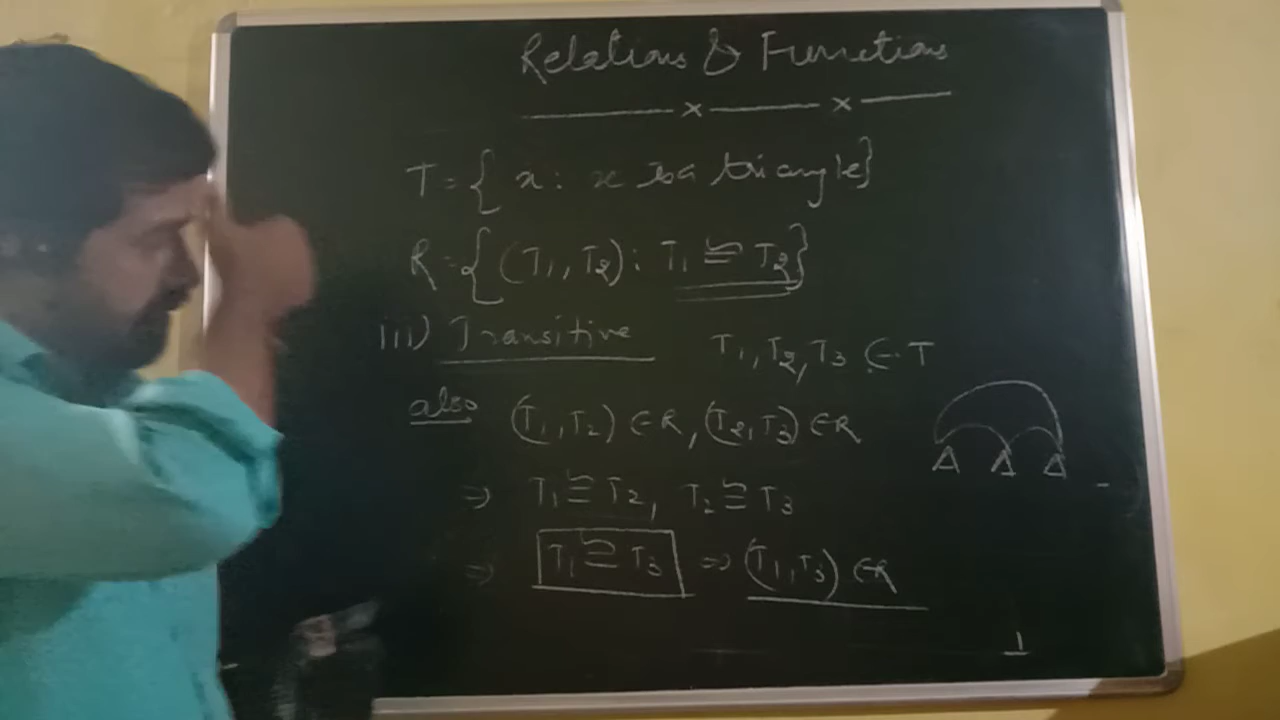 Relations & Functions
T = { x : x is a triangle}
R = { (T1, T2) : T1 ≅ T2}
iii) Transitive T1, T2, T3 ∈ T
also (T1, T2) ∈ R, (T2, T3) ∈ R
Δ Δ Δ
⇒ T1 ≅ T2, T2 ≅ T3
⇒ T1 ≅ T3 ⇒ (T1, T3) ∈ R
1